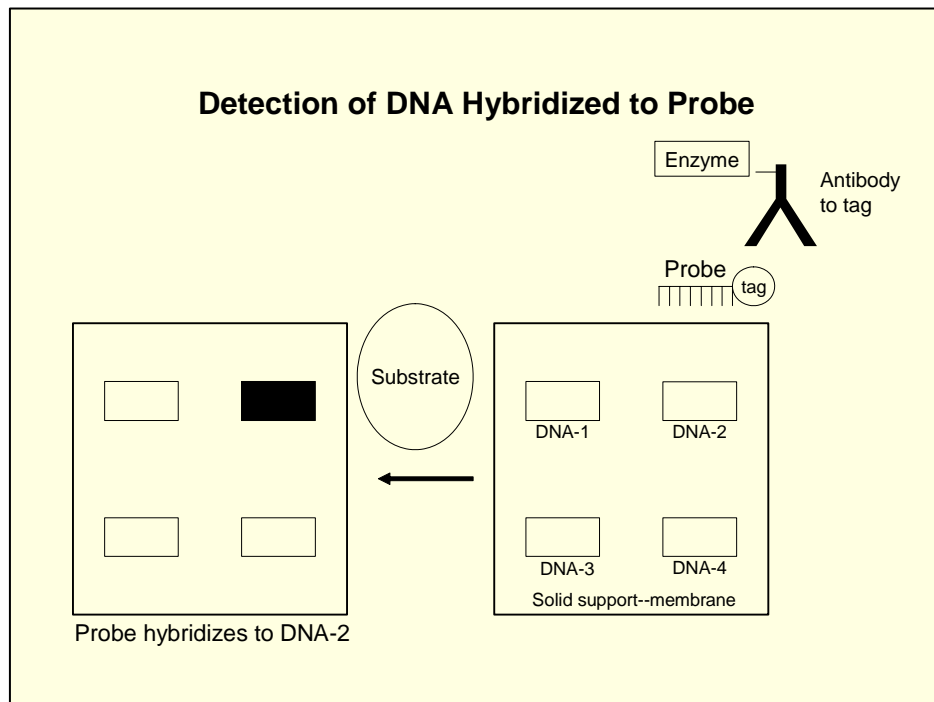 Detection of DNA Hybridized to Probe
Enzyme
Antibody
to tag
Probe
tag
Substrate
DNA-1
DNA-2
DNA-3
DNA-4
Solid support--membrane
Probe hybridizes to DNA-2